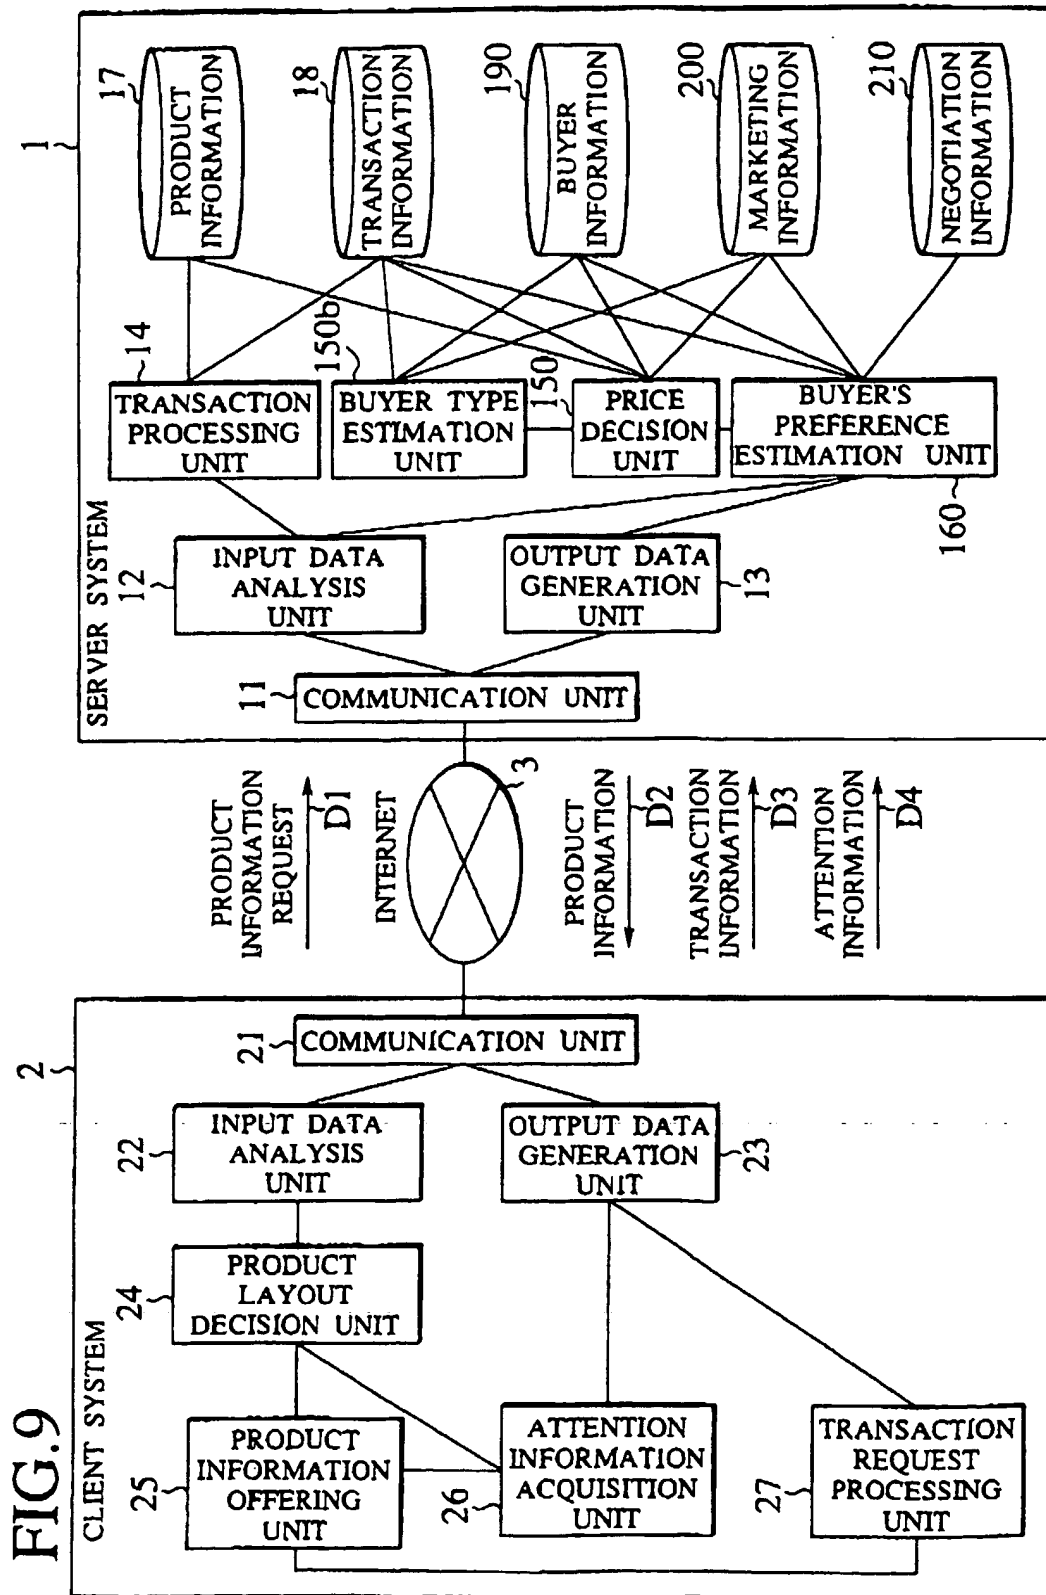 FIG.9
CLIENT SYSTEM
2
25
PRODUCT
INFORMATION
OFFERING
UNIT
24
PRODUCT
LAYOUT
DECISION UNIT
22
INPUT DATA
ANALYSIS
UNIT
21
COMMUNICATION UNIT
26
ATTENTION
INFORMATION
ACQUISITION
UNIT
OUTPUT DATA
GENERATION
UNIT
23
27
TRANSACTION
REQUEST
PROCESSING
UNIT
PRODUCT
INFORMATION
REQUEST
D1
INTERNET
3
PRODUCT
INFORMATION
D2
TRANSACTION
INFORMATION
D3
ATTENTION
INFORMATION
D4
SERVER SYSTEM
1
11
COMMUNICATION UNIT
12
INPUT DATA
ANALYSIS
UNIT
OUTPUT DATA
GENERATION
UNIT
13
14
TRANSACTION
PROCESSING
UNIT
150b
BUYER TYPE
ESTIMATION
UNIT
150
PRICE
DECISION
UNIT
BUYER'S
PREFERENCE
ESTIMATION UNIT
160
17
PRODUCT
INFORMATION
18
TRANSACTION
INFORMATION
190
BUYER
INFORMATION
200
MARKETING
INFORMATION
210
NEGOTIATION
INFORMATION